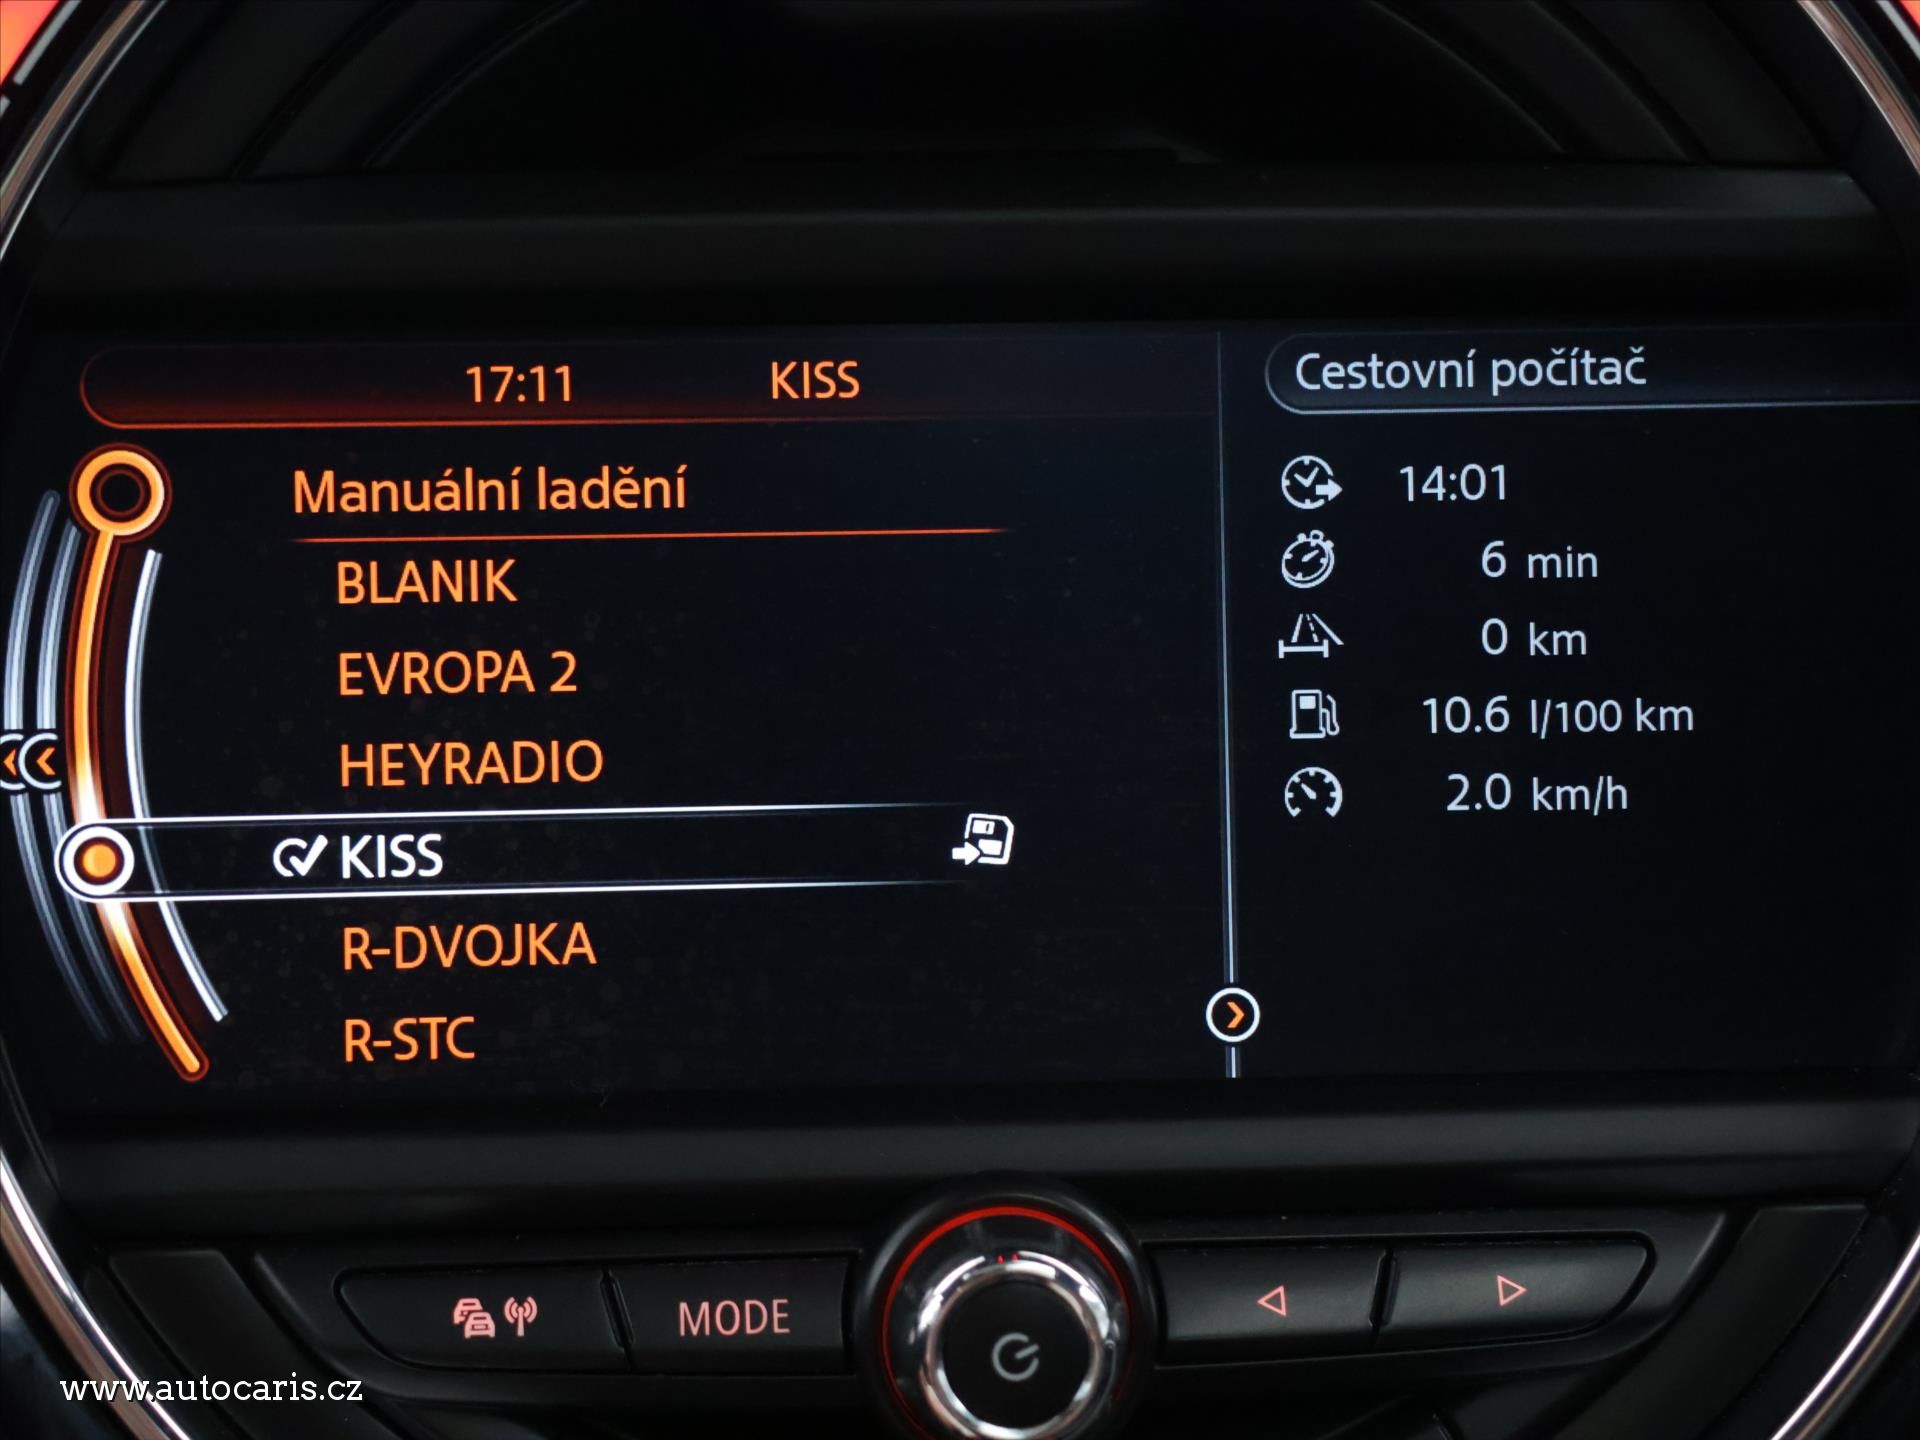 17:11 KISS
Manuální ladění
BLANIK
EVROPA 2
HEYRADIO
KISS
R-DVOJKA
R-STC
Cestovní počítač
14:01
6 min
0 km
10.6 l/100 km
2.0 km/h
MODE
www.autocaris.cz